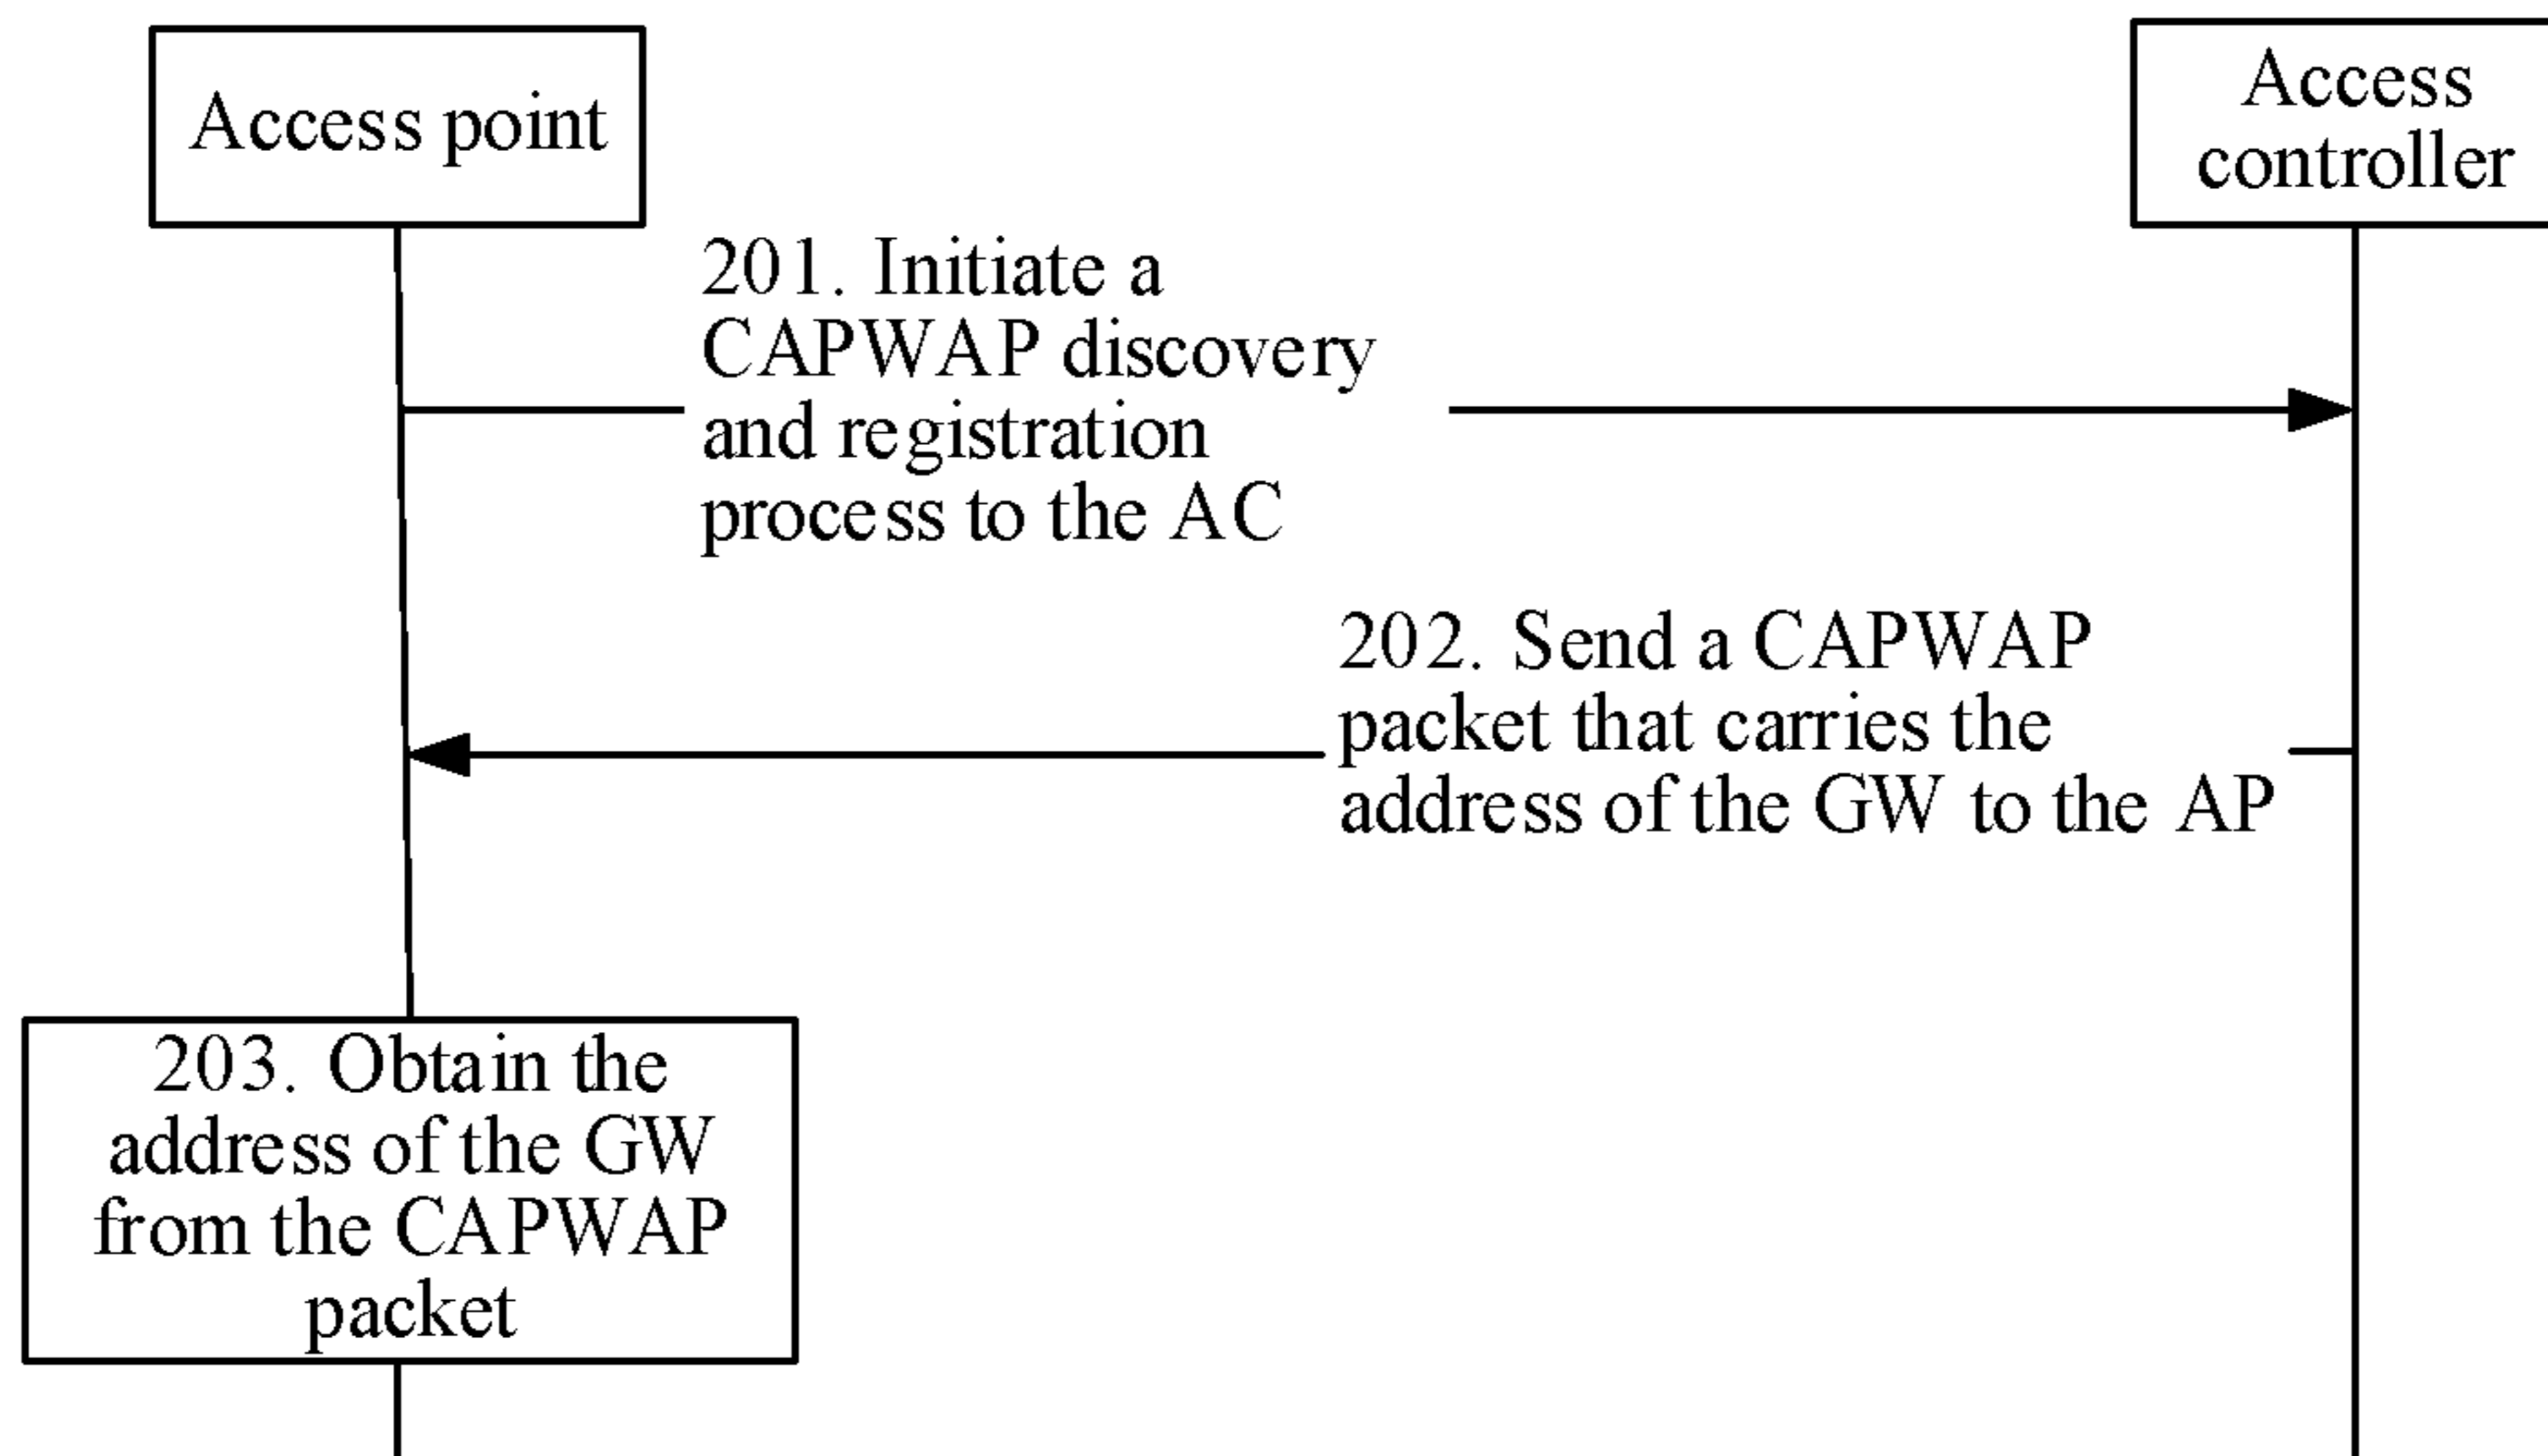 Access point
Access
controller
201. Initiate a
CAPWAP discovery
and registration
process to the AC
202. Send a CAPWAP
packet that carries the
address of the GW to the AP
203. Obtain the
address of the GW
from the CAPWAP
packet